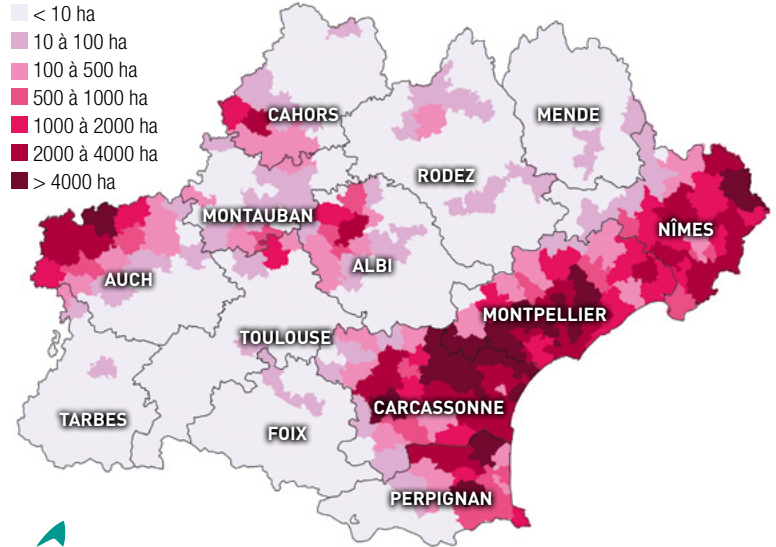 < 10 ha
10 à 100 ha
100 à 500 ha
500 à 1000 ha
1000 à 2000 ha
2000 à 4000 ha
> 4000 ha
CAHORS
MENDE
RODEZ
MONTAUBAN
NÎMES
ALBI
AUCH
MONTPELLIER
TOULOUSE
CARCASSONNE
TARBES
FOIX
PERPIGNAN